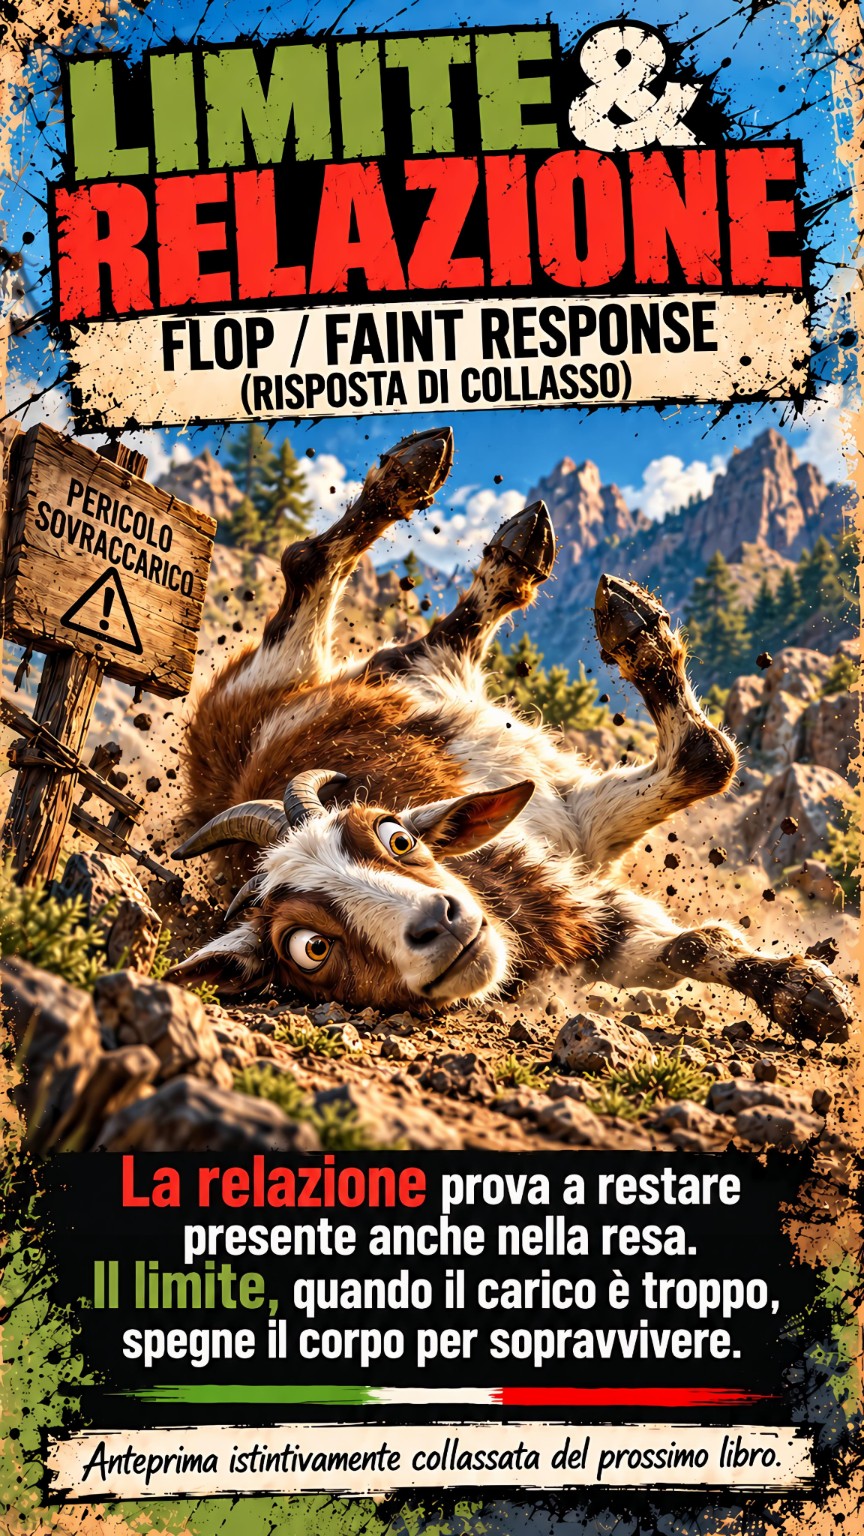 LIMITE &
RELAZIONE
FLOP / FAINT RESPONSE
(RISPOSTA DI COLLASSO)
PERICOLO
SOVRACCARICO
La relazione prova a restare
presente anche nella resa.
Il limite, quando il carico è troppo,
spegne il corpo per sopravvivere.
Anteprima istintivamente collassata del prossimo libro.